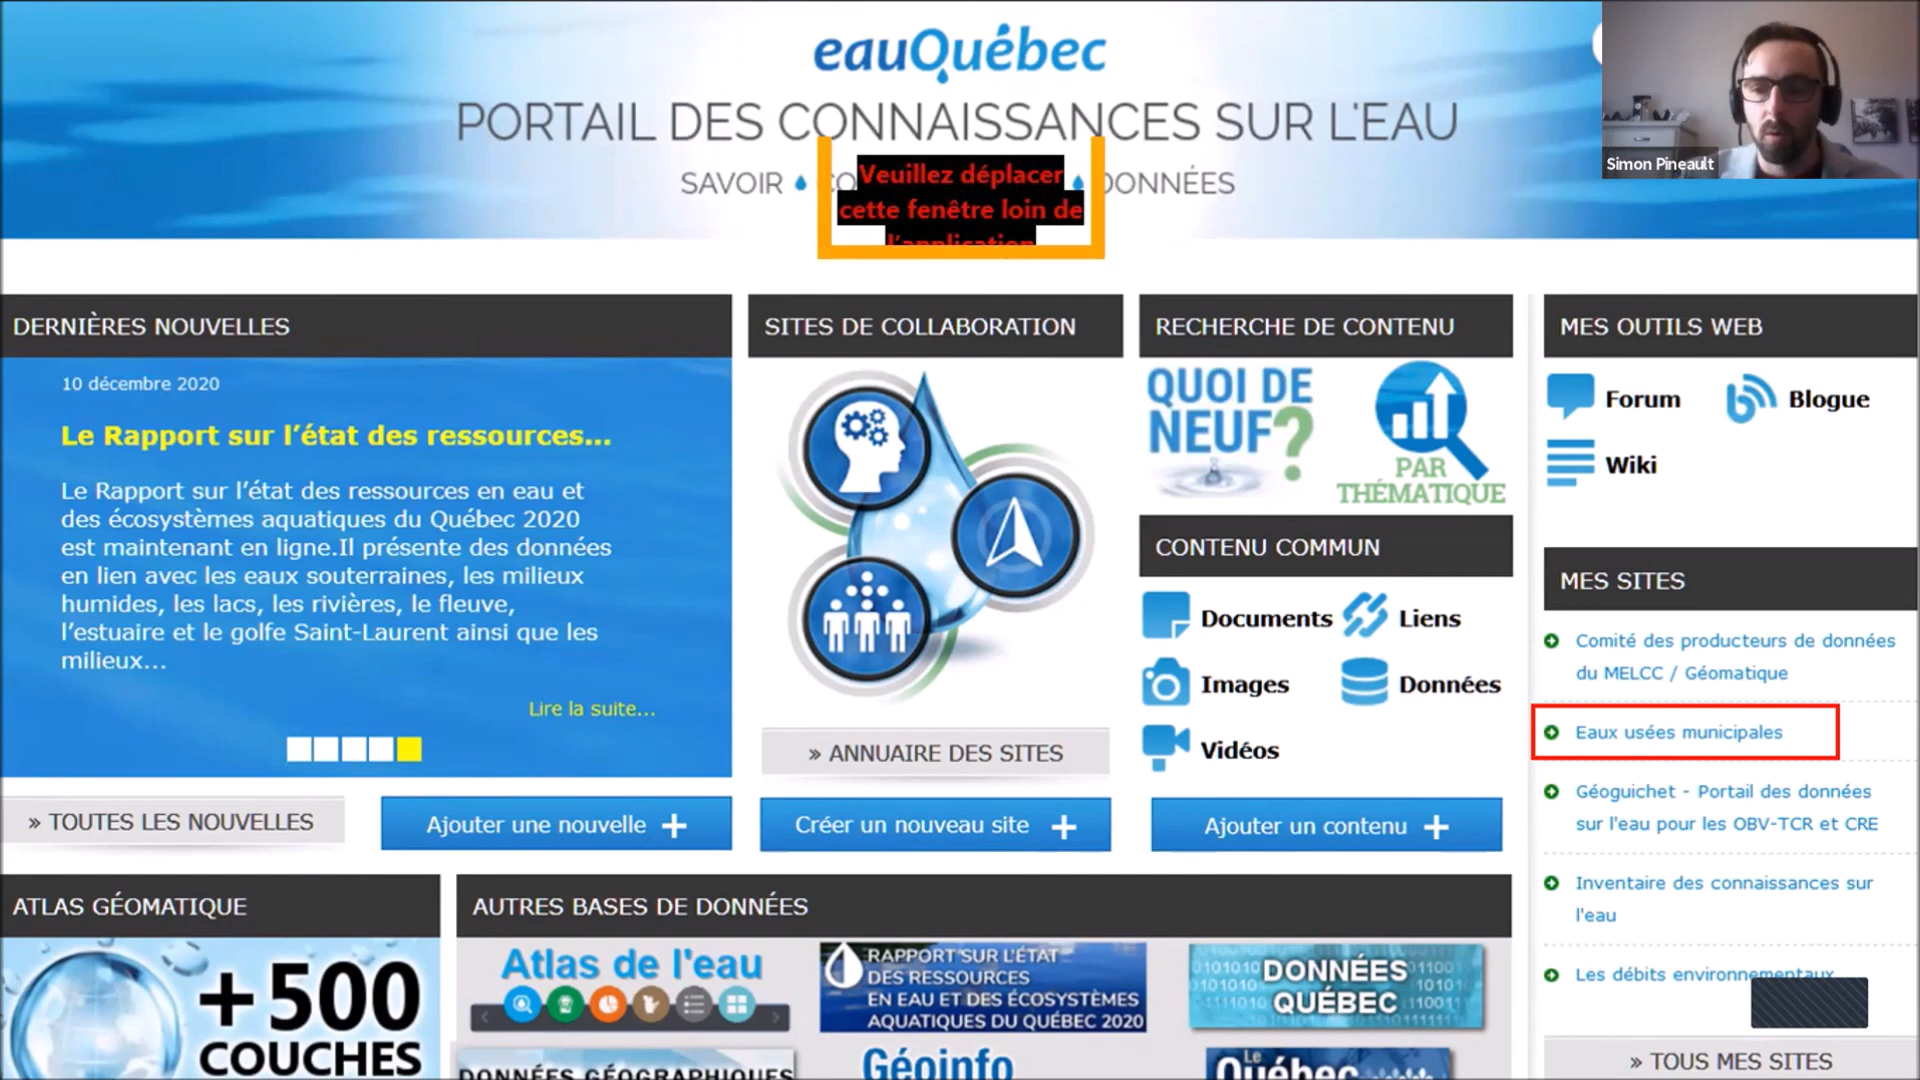 eauQuébec
PORTAIL DES CONNAISSANCES SUR L'EAU
SAVOIR
DONNÉES
Veuillez déplacer
cette fenêtre loin de
l'application
Simon Pineault
DERNIÈRES NOUVELLES
10 décembre 2020
Le Rapport sur l'état des ressources...
Le Rapport sur l'état des ressources en eau et
des écosystèmes aquatiques du Québec 2020
est maintenant en ligne.Il présente des données
en lien avec les eaux souterraines, les milieux
humides, les lacs, les rivières, le fleuve,
l'estuaire et le golfe Saint-Laurent ainsi que les
milieux...
Lire la suite...
» TOUTES LES NOUVELLES
Ajouter une nouvelle +
SITES DE COLLABORATION
» ANNUAIRE DES SITES
Créer un nouveau site +
RECHERCHE DE CONTENU
QUOI DE
NEUF?
PAR
THÉMATIQUE
CONTENU COMMUN
Documents
Liens
Images
Données
Vidéos
Ajouter un contenu +
MES OUTILS WEB
Forum
Blogue
Wiki
MES SITES
Comité des producteurs de données
du MELCC / Géomatique
Eaux usées municipales
Géoguichet - Portail des données
sur l'eau pour les OBV-TCR et CRE
Inventaire des connaissances sur
l'eau
Les débits environnementaux
» TOUS MES SITES
ATLAS GÉOMATIQUE
+500
COUCHES
AUTRES BASES DE DONNÉES
Atlas de l'eau
RAPPORT SUR L'ÉTAT
DES RESSOURCES
EN EAU ET DES ÉCOSYSTÈMES
AQUATIQUES DU QUÉBEC 2020
DONNÉES
QUÉBEC
DONNÉES GÉOGRAPHIQUES
Géoinfo
Le
Québec